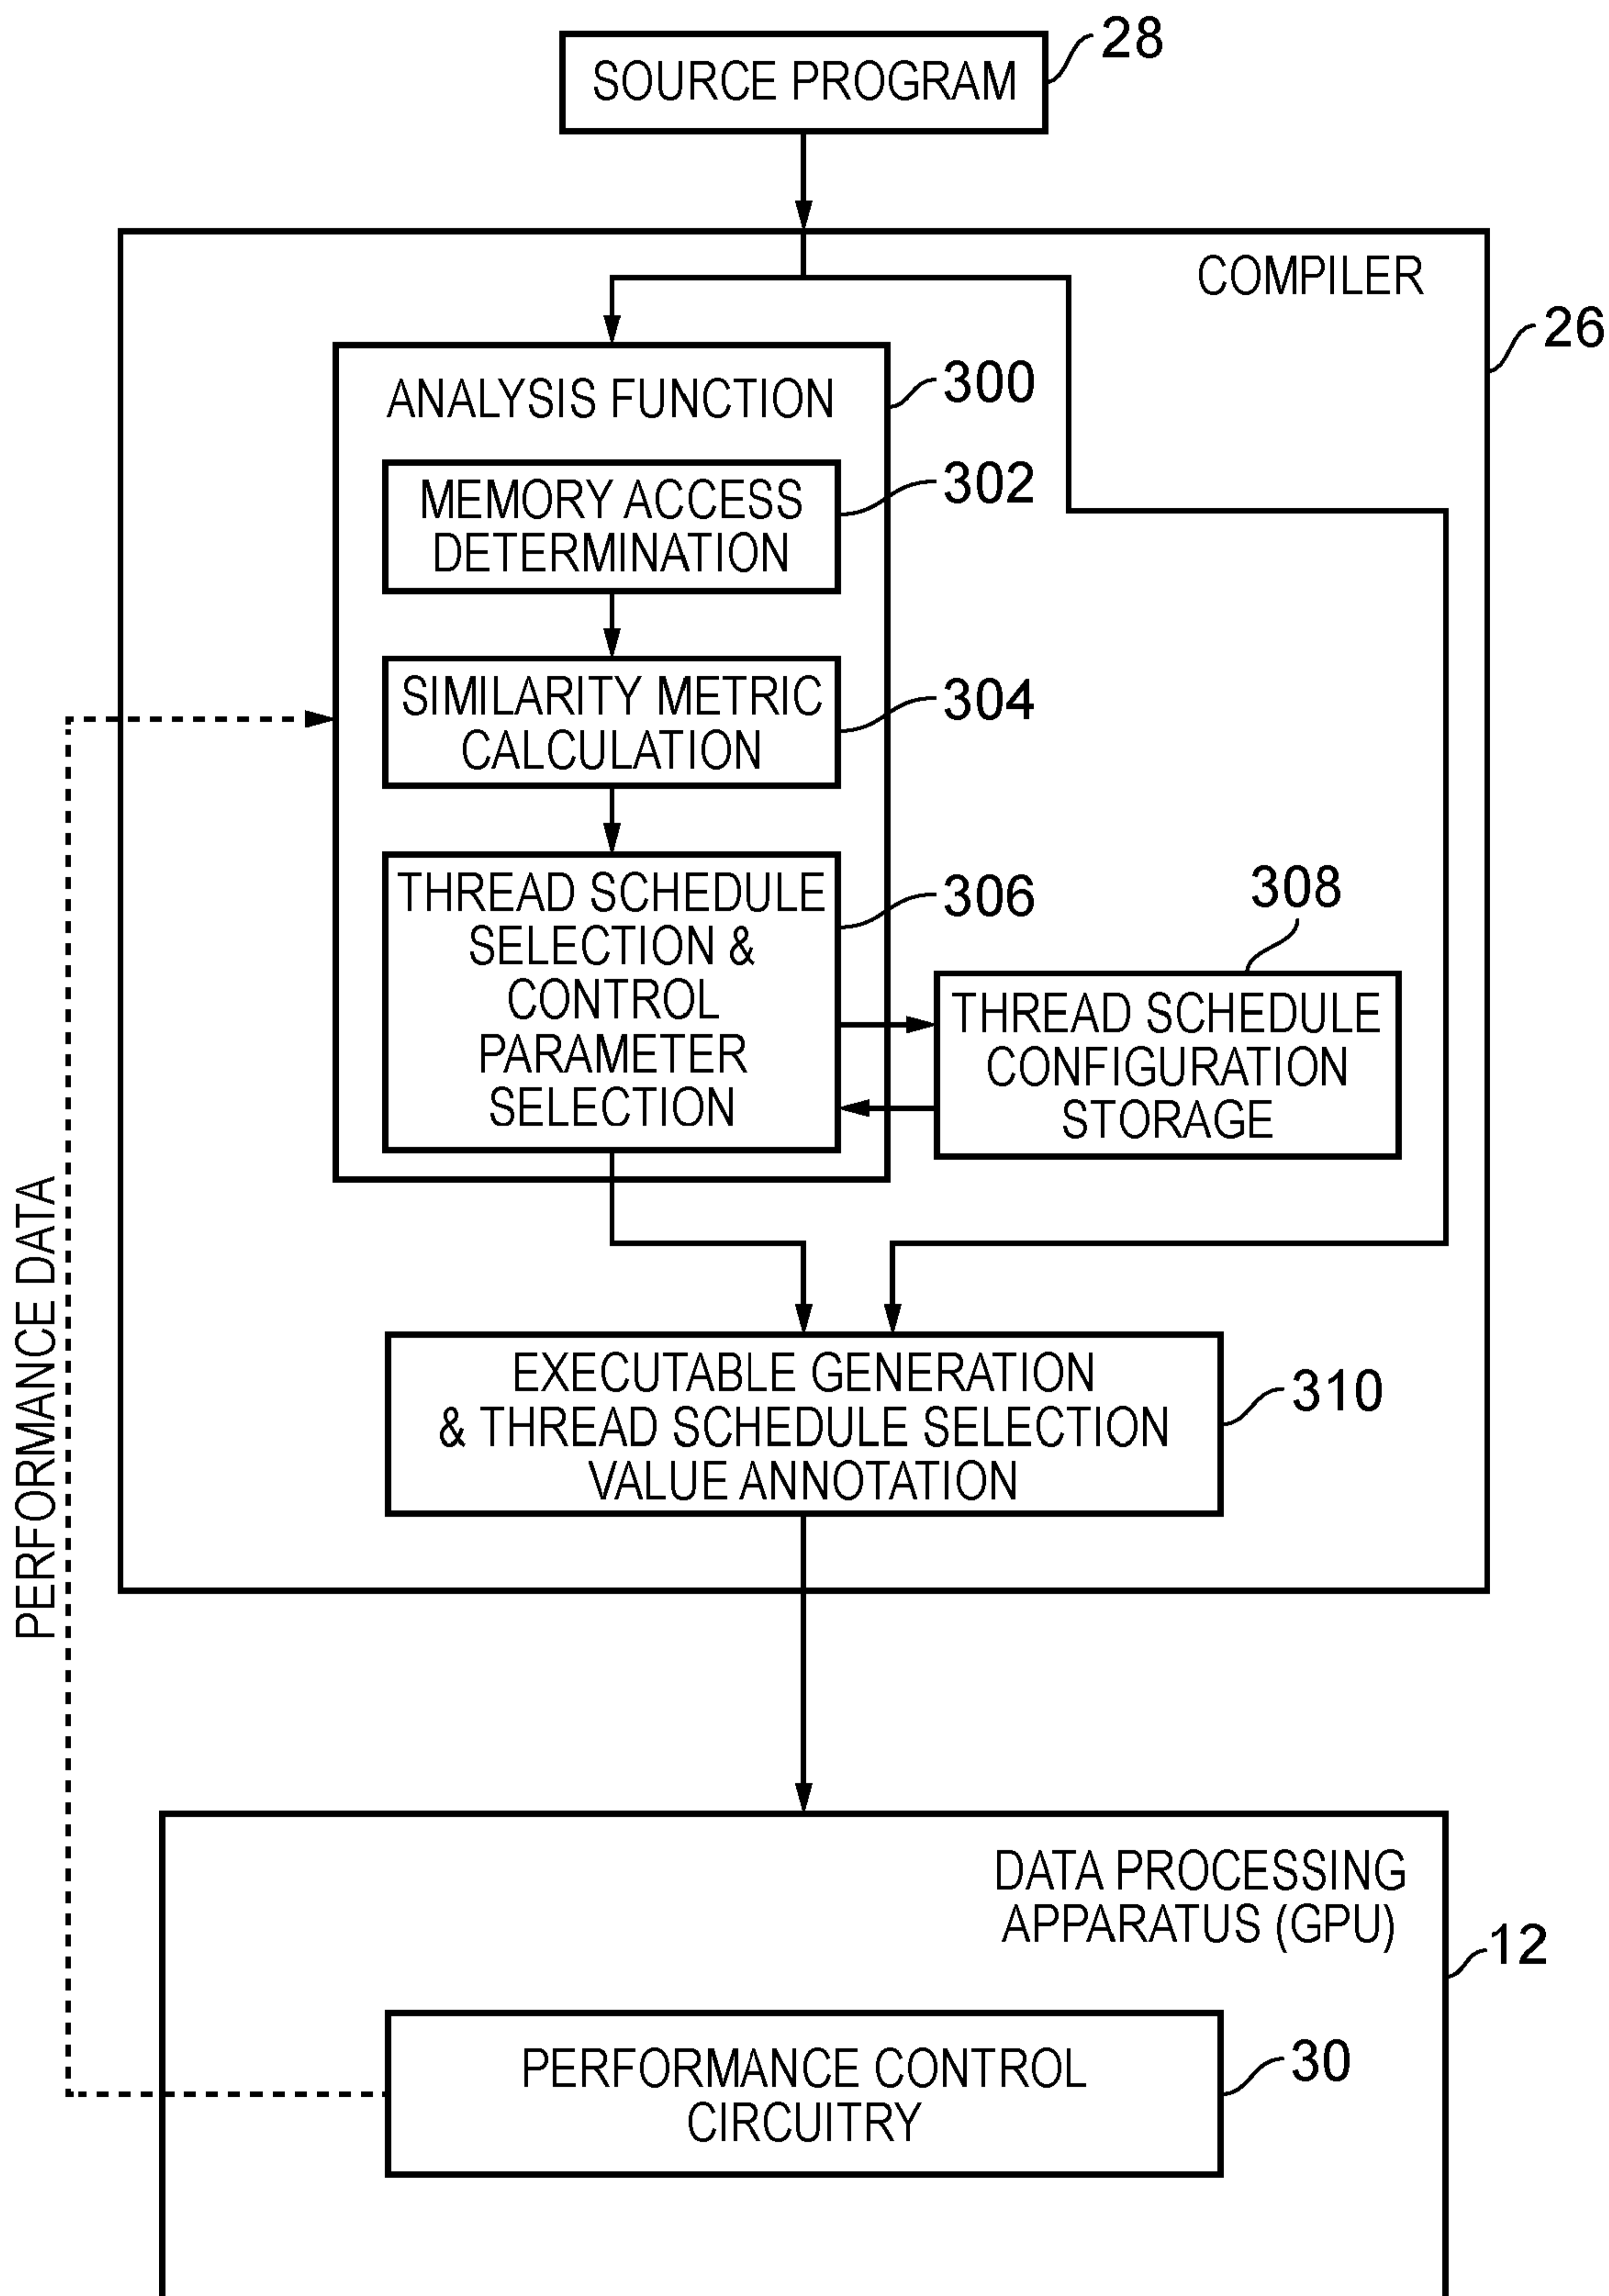 28
SOURCE PROGRAM
COMPILER
26
ANALYSIS FUNCTION
300
MEMORY ACCESS
DETERMINATION
302
SIMILARITY METRIC
CALCULATION
304
THREAD SCHEDULE
SELECTION &
CONTROL
PARAMETER
SELECTION
306
308
THREAD SCHEDULE
CONFIGURATION
STORAGE
PERFORMANCE DATA
EXECUTABLE GENERATION
& THREAD SCHEDULE SELECTION
VALUE ANNOTATION
310
DATA PROCESSING
APPARATUS (GPU)
12
PERFORMANCE CONTROL
CIRCUITRY
30